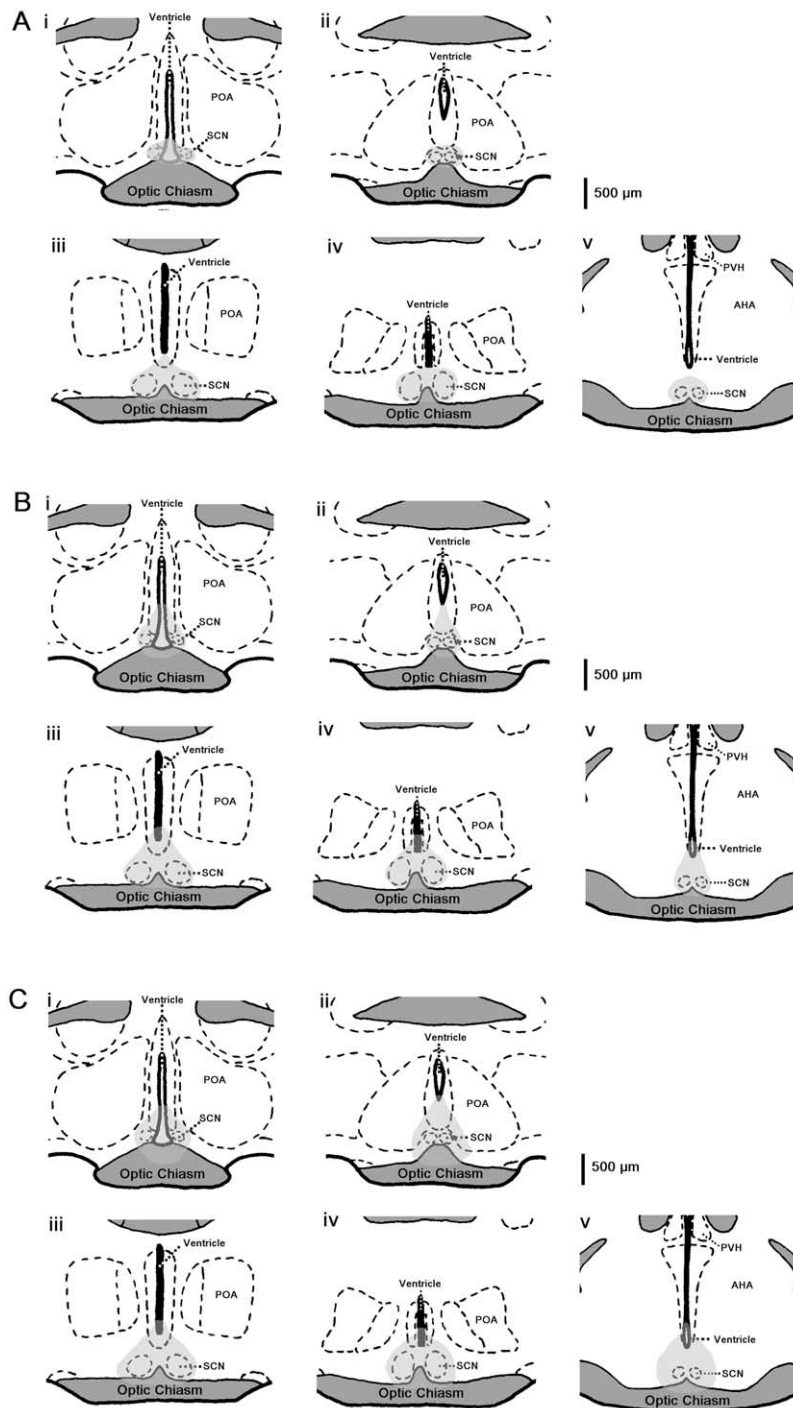 A
i
Ventricle
POA
SCN
Optic Chiasm
ii
Ventricle
POA
SCN
Optic Chiasm
500 µm
iii
Ventricle
POA
SCN
Optic Chiasm
iv
Ventricle
POA
SCN
Optic Chiasm
v
PVH
AHA
Ventricle
SCN
Optic Chiasm
B
i
Ventricle
POA
SCN
Optic Chiasm
ii
Ventricle
POA
SCN
Optic Chiasm
500 µm
iii
Ventricle
POA
SCN
Optic Chiasm
iv
Ventricle
POA
SCN
Optic Chiasm
v
PVH
AHA
Ventricle
SCN
Optic Chiasm
C
i
Ventricle
POA
SCN
Optic Chiasm
ii
Ventricle
POA
SCN
Optic Chiasm
500 µm
iii
Ventricle
POA
SCN
Optic Chiasm
iv
Ventricle
POA
SCN
Optic Chiasm
v
PVH
AHA
Ventricle
SCN
Optic Chiasm